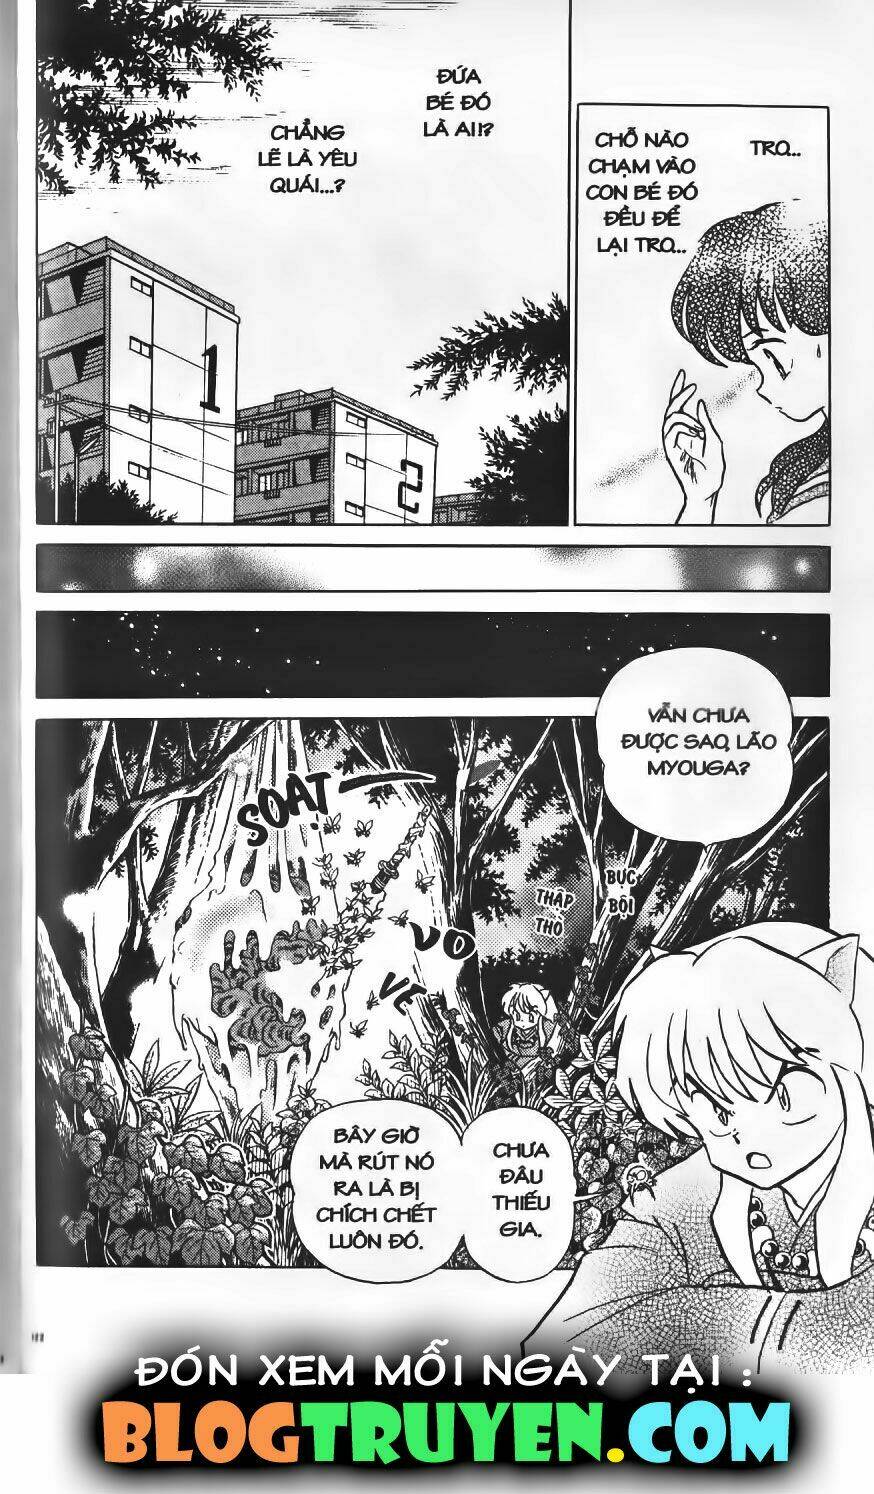 TRO...
CHỖ NÀO
CHẠM VÀO
CON BÉ ĐÓ
ĐỀU ĐỂ
LẠI TRO...
ĐỨA
BÉ ĐÓ
LÀ AI!?
CHẲNG
LẼ LÀ YÊU
QUÁI...?
1
2
VẪN CHƯA
ĐƯỢC SAO, LÃO
MYOUGA?
SOẠT
BỰC
BỘI
THẬP
THÒ
VO
VE
CHƯA
ĐÂU
THIẾU
GIA.
BÂY GIỜ
MÀ RÚT NÓ
RA LÀ BỊ
CHÍCH CHẾT
LUÔN ĐÓ.
ĐÓN XEM MỖI NGÀY TẠI :
BLOGTRUYEN.COM